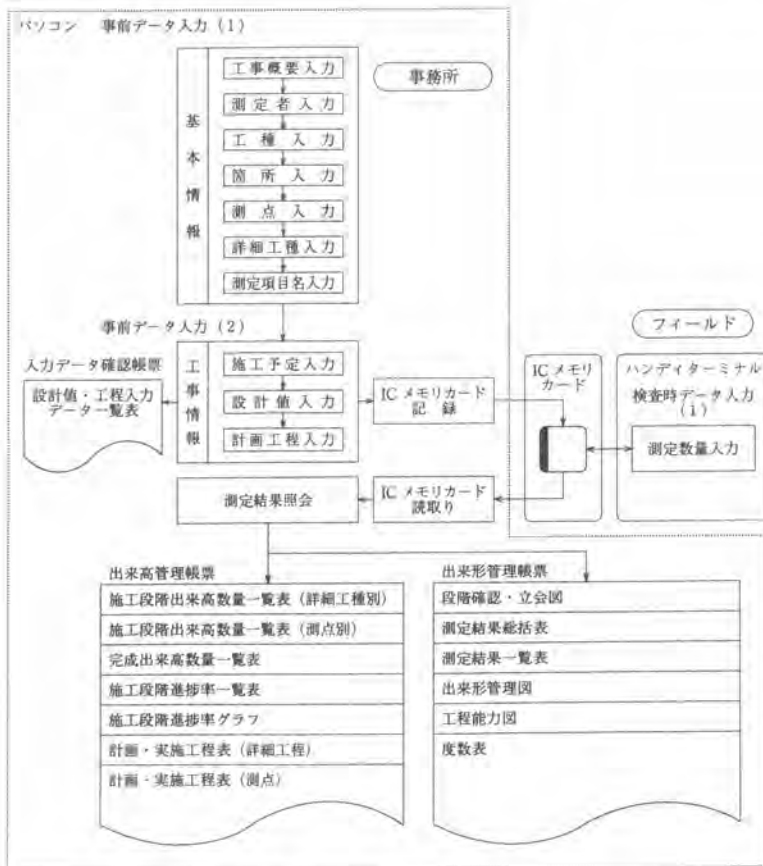 パソコン 事前データ入力(1)
事務所
基本情報
工事概要入力
測定者入力
工種入力
箇所入力
測点入力
詳細工種入力
測定項目名入力
事前データ入力(2)
フィールド
入力データ確認帳票
設計値・工程入力
データ一覧表
工事情報
施工予定入力
設計値入力
計画工程入力
ICメモリカード
記録
ICメモリ
カード
ハンディターミナル
検査時データ入力
(i)
測定数量入力
測定結果照会
ICメモリカード
読取り
出来高管理帳票
施工段階出来高数量一覧表(詳細工種別)
施工段階出来高数量一覧表(測点別)
完成出来高数量一覧表
施工段階進捗率一覧表
施工段階進捗率グラフ
計画・実施工程表(詳細工程)
計画・実施工程表(測点)
出来形管理帳票
段階確認・立会図
測定結果総括表
測定結果一覧表
出来形管理図
工程能力図
度数表